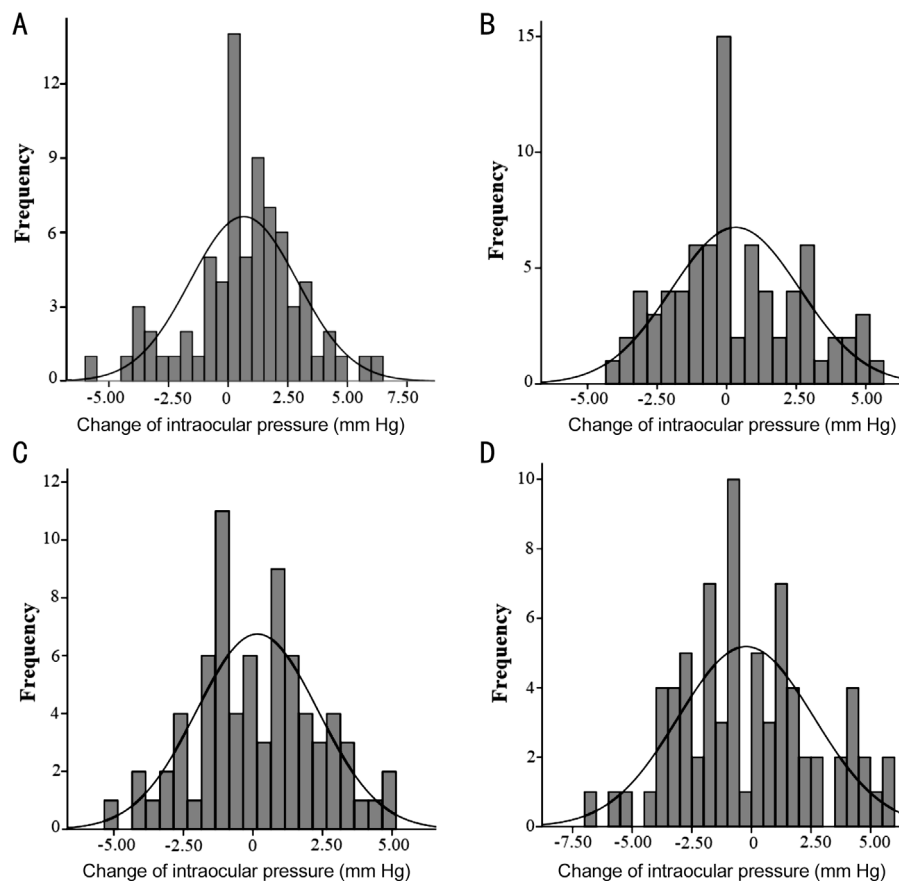 A
Frequency
12
9
6
3
0
-5.00 -2.50 0 2.50 5.00 7.50
Change of intraocular pressure (mm Hg)
B
Frequency
15
10
5
0
-5.00 -2.50 0 2.50 5.00
Change of intraocular pressure (mm Hg)
C
Frequency
12
10
8
6
4
2
0
-5.00 -2.50 0 2.50 5.00
Change of intraocular pressure (mm Hg)
D
Frequency
10
8
6
4
2
0
-7.50 -5.00 -2.50 0 2.50 5.00
Change of intraocular pressure (mm Hg)